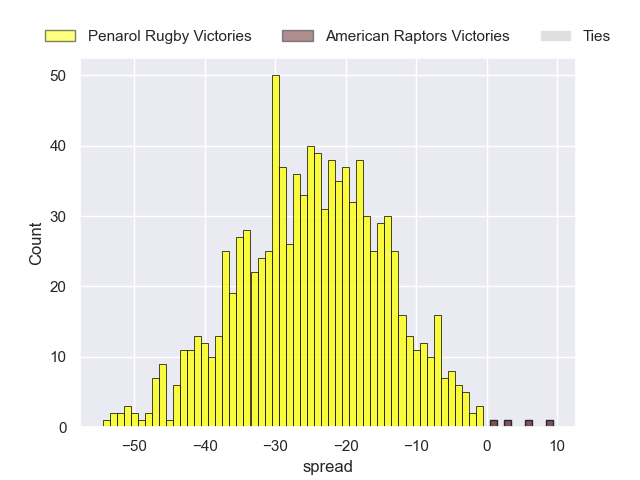 Penarol Rugby Victories American Raptors Victories Ties
50
40
30
20
10
0
Count
−50 −40 −30 −20 −10 0 10
spread